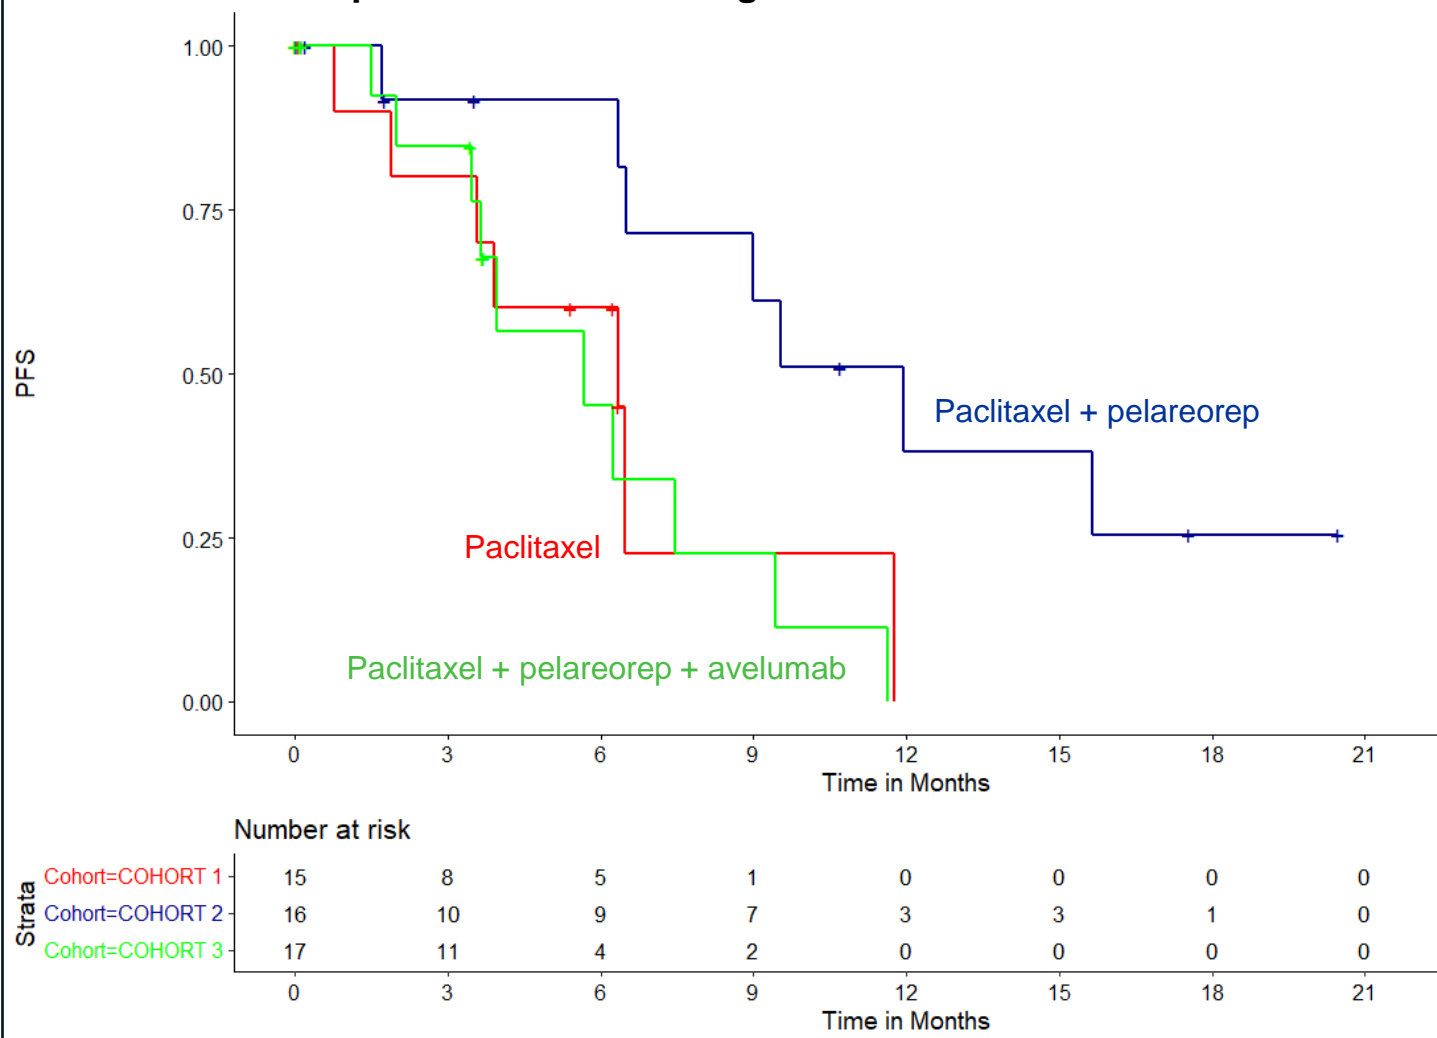 1.00
0.75
0.50
0.25
0.00
PFS
Paclitaxel + pelareorep
Paclitaxel
Paclitaxel + pelareorep + avelumab
0 3 6 9 12 15 18 21
Time in Months
Number at risk
Strata
Cohort=COHORT 1 15 8 5 1 0 0 0 0
Cohort=COHORT 2 16 10 9 7 3 3 1 0
Cohort=COHORT 3 17 11 4 2 0 0 0 0
0 3 6 9 12 15 18 21
Time in Months